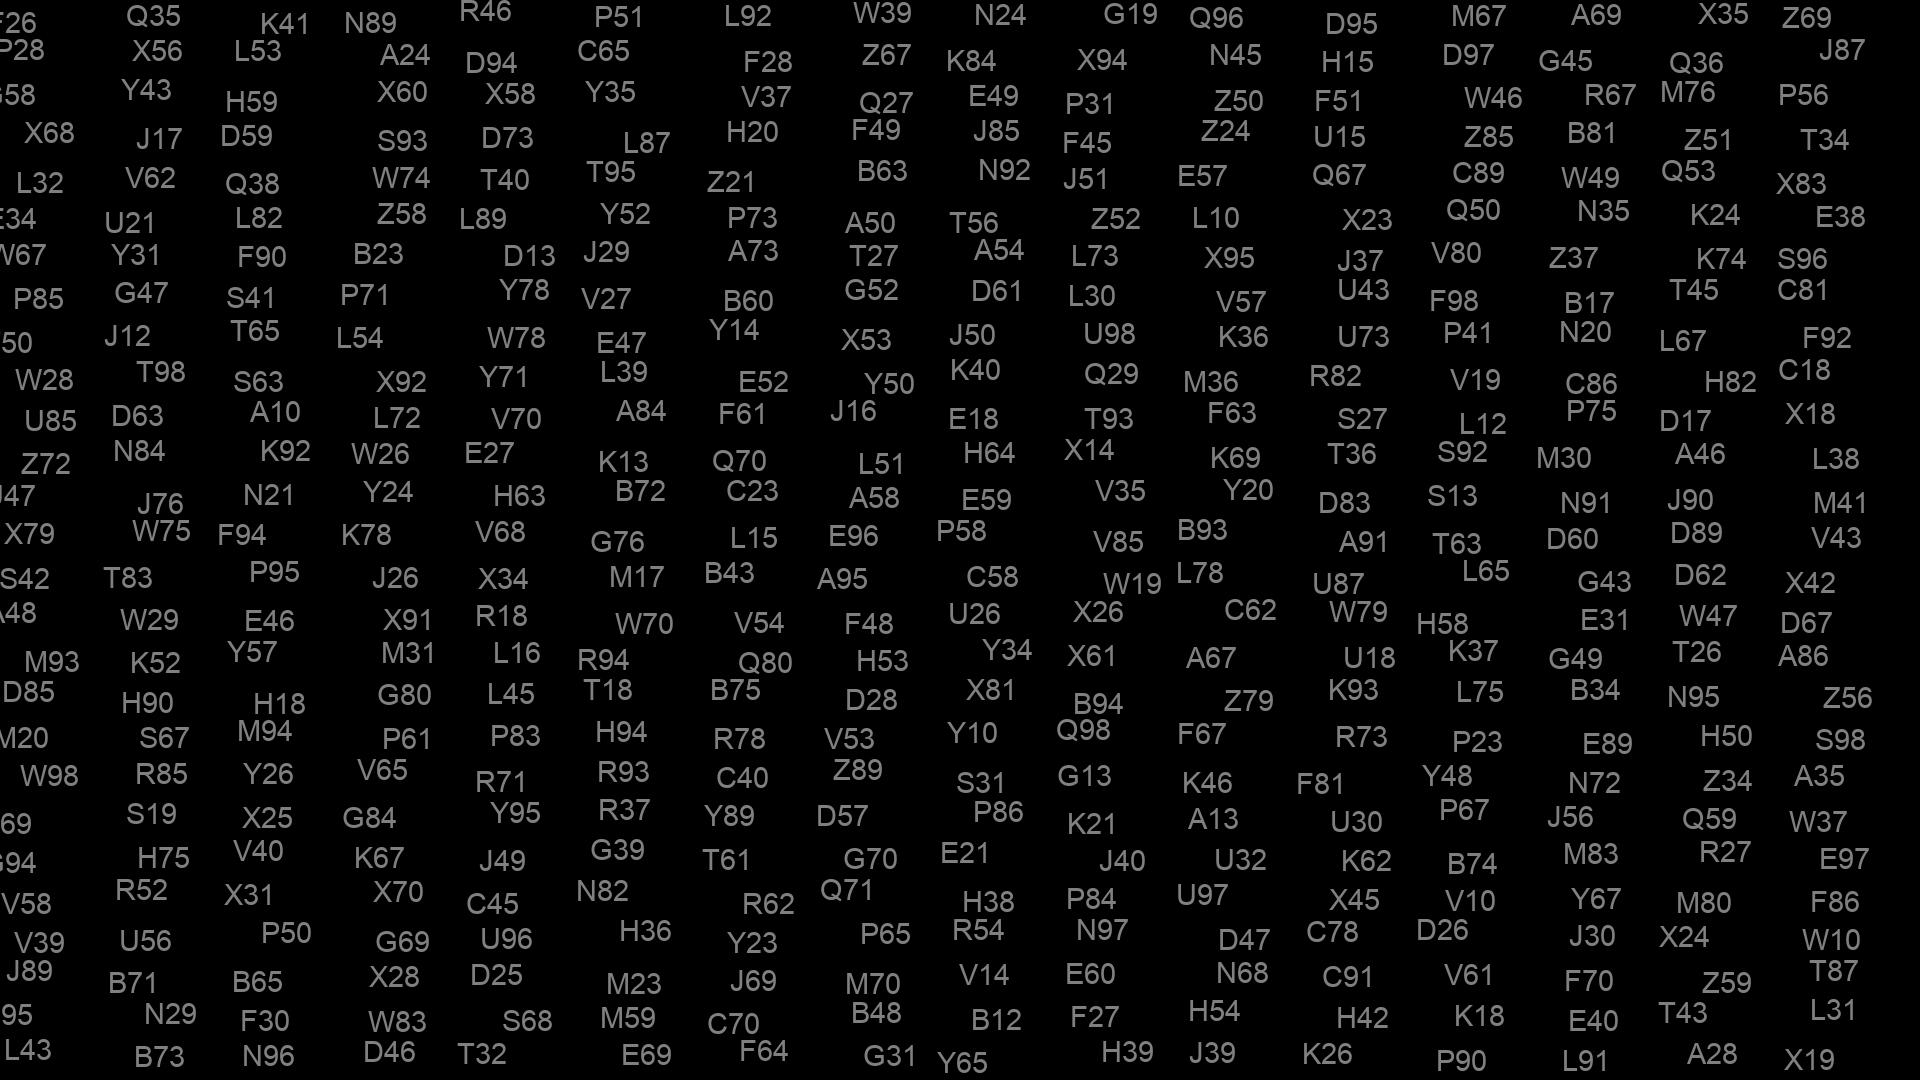 F26 Q35 K41 N89 R46 P51 L92 W39 N24 G19 Q96 D95 M67 A69 X35 Z69
P28 X56 L53 A24 D94 C65 F28 Z67 K84 X94 N45 H15 D97 G45 Q36 J87
58 Y43 H59 X60 X58 Y35 V37 Q27 E49 P31 Z50 F51 W46 R67 M76 P56
X68 J17 D59 S93 D73 L87 H20 F49 J85 F45 Z24 U15 Z85 B81 Z51 T34
L32 V62 Q38 W74 T40 T95 Z21 B63 N92 J51 E57 Q67 C89 W49 Q53 X83
E34 U21 L82 Z58 L89 Y52 P73 A50 T56 Z52 L10 X23 Q50 N35 K24 E38
W67 Y31 F90 B23 D13 J29 A73 T27 A54 L73 X95 J37 V80 Z37 K74 S96
P85 G47 S41 P71 Y78 V27 B60 G52 D61 L30 V57 U43 F98 B17 T45 C81
50 J12 T65 L54 W78 E47 Y14 X53 J50 U98 K36 U73 P41 N20 L67 F92
W28 T98 S63 X92 Y71 L39 E52 Y50 K40 Q29 M36 R82 V19 C86 H82 C18
U85 D63 A10 L72 V70 A84 F61 J16 E18 T93 F63 S27 L12 P75 D17 X18
Z72 N84 K92 W26 E27 K13 Q70 L51 H64 X14 K69 T36 S92 M30 A46 L38
47 J76 N21 Y24 H63 B72 C23 A58 E59 V35 Y20 D83 S13 N91 J90 M41
X79 W75 F94 K78 V68 G76 L15 E96 P58 V85 B93 A91 T63 D60 D89 V43
S42 T83 P95 J26 X34 M17 B43 A95 C58 W19 L78 U87 L65 G43 D62 X42
A48 W29 E46 X91 R18 W70 V54 F48 U26 X26 C62 W79 H58 E31 W47 D67
M93 K52 Y57 M31 L16 R94 Q80 H53 Y34 X61 A67 U18 K37 G49 T26 A86
D85 H90 H18 G80 L45 T18 B75 D28 X81 B94 Z79 K93 L75 B34 N95 Z56
M20 S67 M94 P61 P83 H94 R78 V53 Y10 Q98 F67 R73 P23 E89 H50 S98
W98 R85 Y26 V65 R71 R93 C40 Z89 S31 G13 K46 F81 Y48 N72 Z34 A35
69 S19 X25 G84 Y95 R37 Y89 D57 P86 K21 A13 U30 P67 J56 Q59 W37
G94 H75 V40 K67 J49 G39 T61 G70 E21 J40 U32 K62 B74 M83 R27 E97
V58 R52 X31 X70 C45 N82 R62 Q71 H38 P84 U97 X45 V10 Y67 M80 F86
V39 U56 P50 G69 U96 H36 Y23 P65 R54 N97 D47 C78 D26 J30 X24 W10
J89 B71 B65 X28 D25 M23 J69 M70 V14 E60 N68 C91 V61 F70 Z59 T87
95 N29 F30 W83 S68 M59 C70 B48 B12 F27 H54 H42 K18 E40 T43 L31
L43 B73 N96 D46 T32 E69 F64 G31 Y65 H39 J39 K26 P90 L91 A28 X19